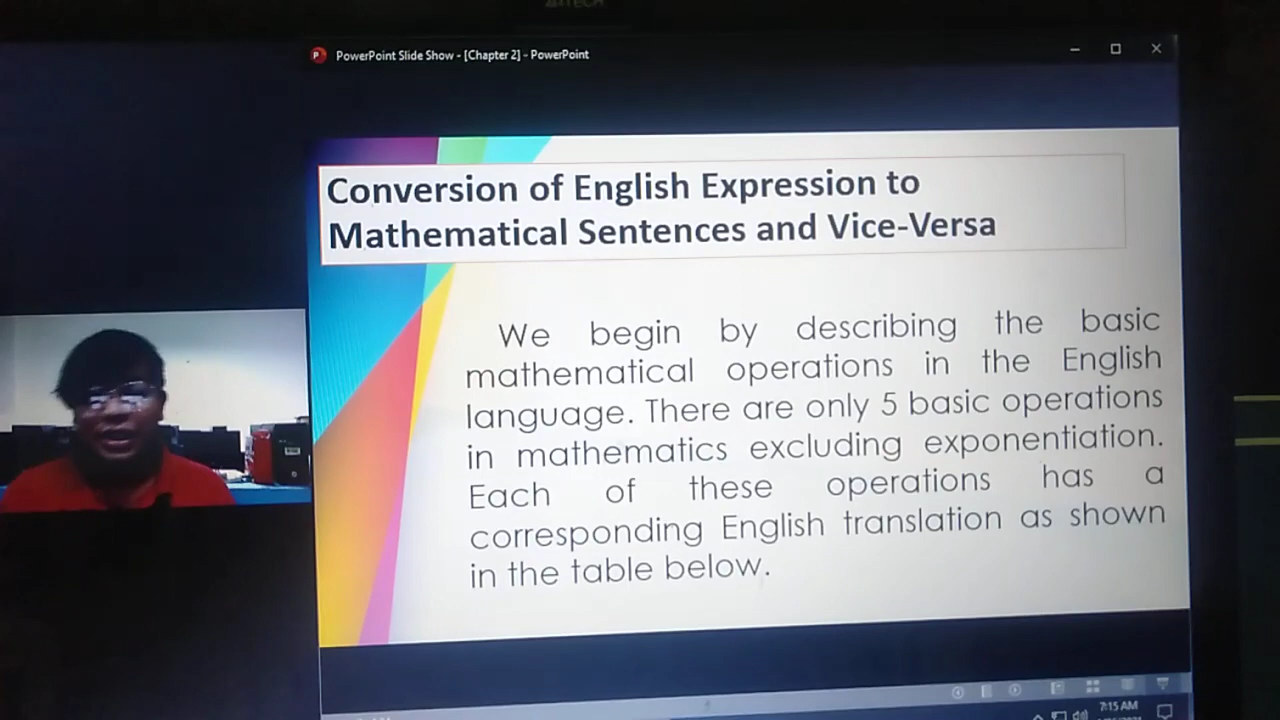 PowerPoint Slide Show - [Chapter 2] - PowerPoint
Conversion of English Expression to
Mathematical Sentences and Vice-Versa
We begin by describing the basic
mathematical operations in the English
language. There are only 5 basic operations
in mathematics excluding exponentiation.
Each of these operations has a
corresponding English translation as shown
in the table below.
7:15 AM